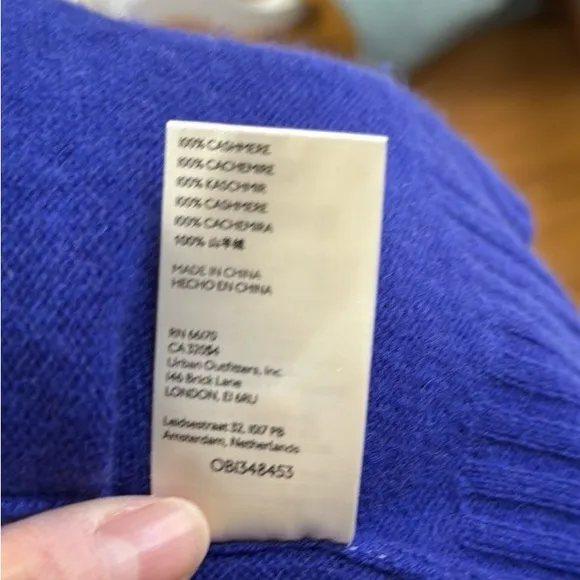 100% CASHMERE
100% CACHEMIRE
100% KASCHMIR
100% CASHMERE
100% CACHEMIRA
100% 山羊绒
MADE IN CHINA
HECHO EN CHINA
RN 66170
CA 32054
Urban Outfitters, Inc.
146 Brick Lane
LONDON, E1 6RU
Leidsestraat 32, 1017 PB
Amsterdam, Netherlands
OB1348453